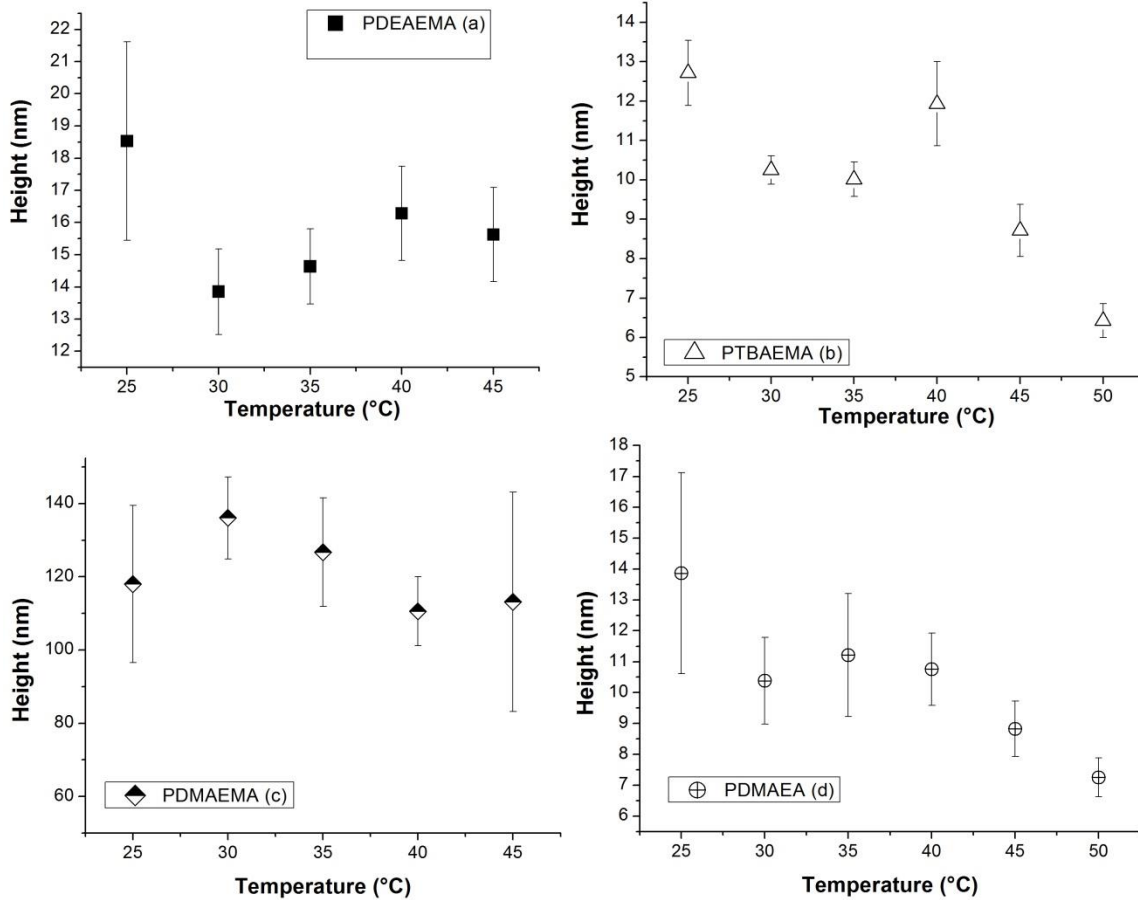 PDEAEMA (a)
22
21
20
19
18
17
16
15
14
13
12
Height (nm)
25 30 35 40 45
Temperature (°C)
14
13
12
11
10
9
8
7
6
5
Height (nm)
PTBAEMA (b)
25 30 35 40 45 50
Temperature (°C)
140
120
100
80
60
Height (nm)
PDMAEMA (c)
25 30 35 40 45
Temperature (°C)
18
17
16
15
14
13
12
11
10
9
8
7
6
Height (nm)
PDMAEA (d)
25 30 35 40 45 50
Temperature (°C)